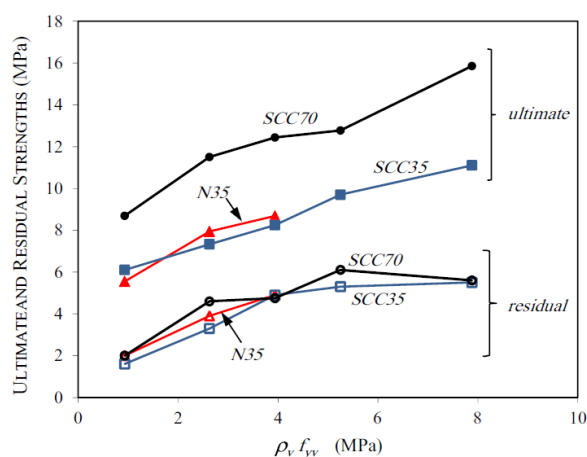 ULTIMATE AND RESIDUAL STRENGTHS (MPa)
18
16
14
12
10
8
6
4
2
0
SCC70
ultimate
SCC35
N35
SCC70
SCC35
residual
N35
0 2 4 6 8 10
ρv fyv (MPa)